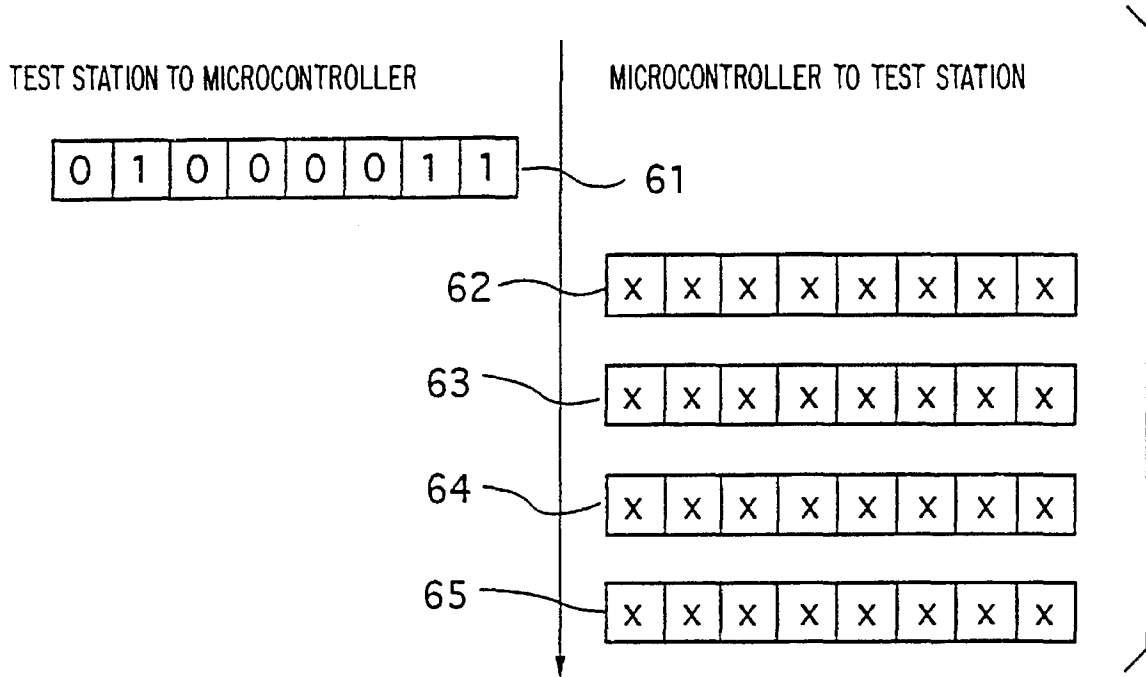 TEST STATION TO MICROCONTROLLER
MICROCONTROLLER TO TEST STATION
0 1 0 0 0 0 1 1
61
62
x x x x x x x x
63
x x x x x x x x
64
x x x x x x x x
65
x x x x x x x x